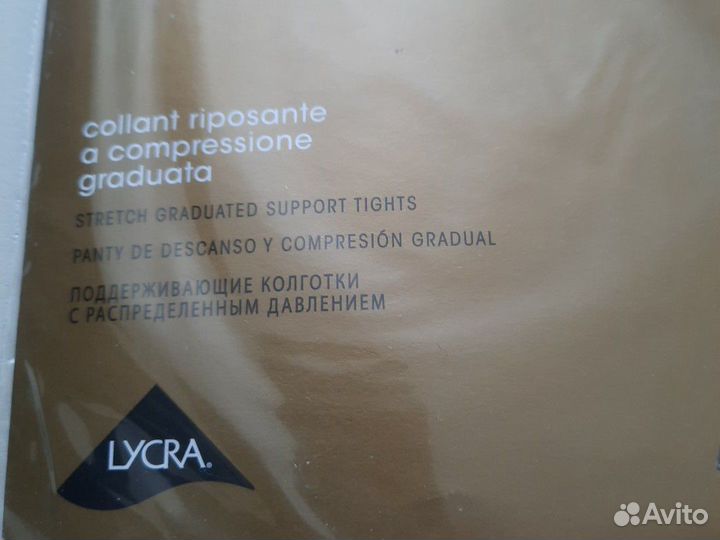 collant riposante
a compressione
graduata
STRETCH GRADUATED SUPPORT TIGHTS
PANTY DE DESCANSO Y COMPRESIÓN GRADUAL
ПОДДЕРЖИВАЮЩИЕ КОЛГОТКИ
С РАСПРЕДЕЛЕННЫМ ДАВЛЕНИЕМ
LYCRA®
Avito